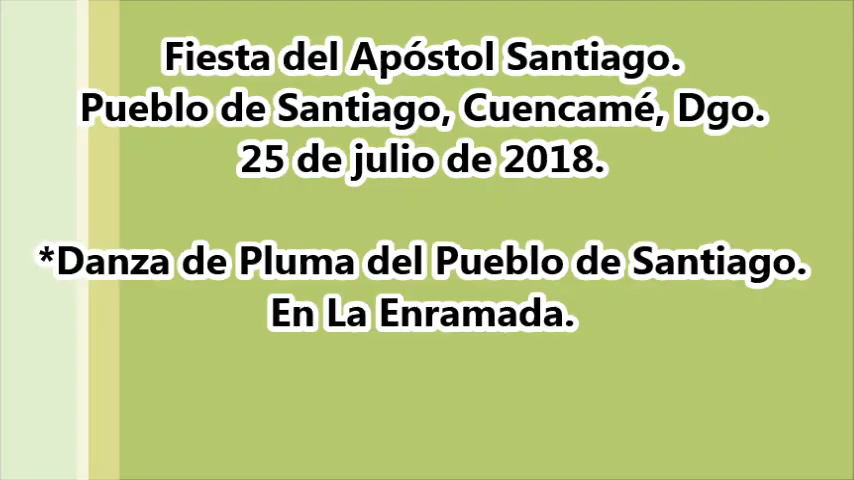 Fiesta del Apóstol Santiago.
Pueblo de Santiago, Cuencamé, Dgo.
25 de julio de 2018.
*Danza de Pluma del Pueblo de Santiago.
En La Enramada.